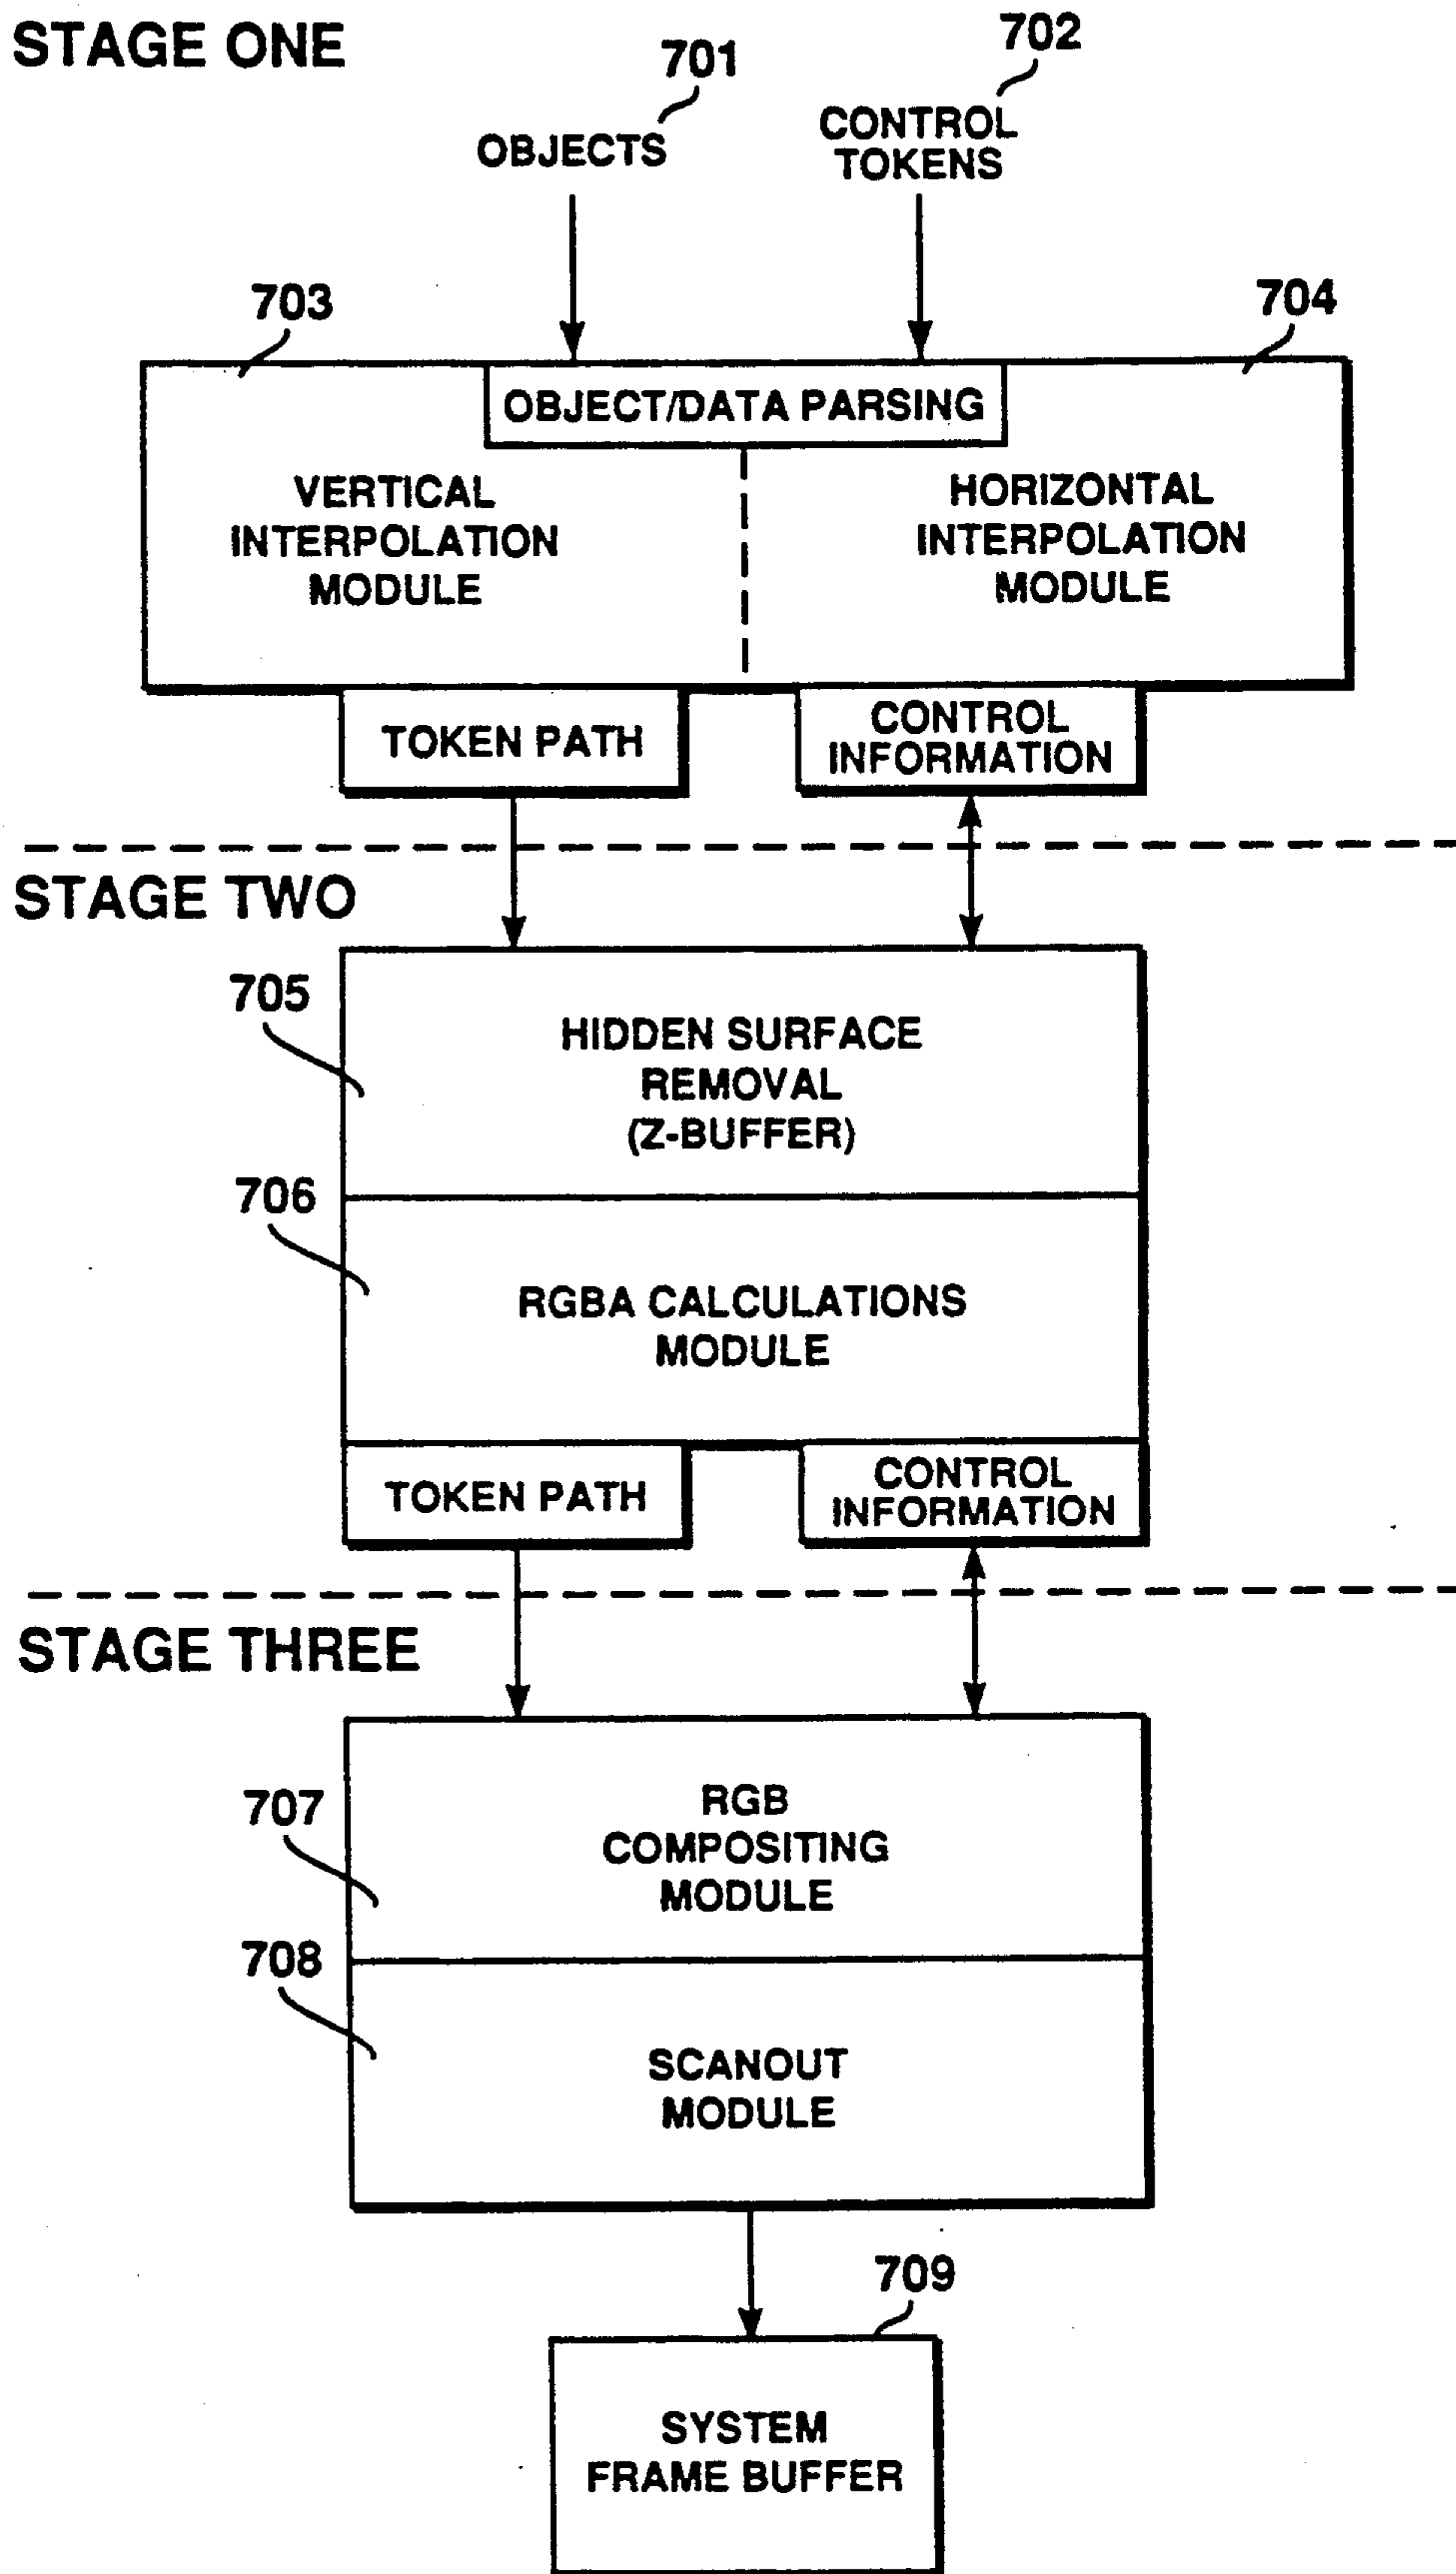 STAGE ONE
701
702
OBJECTS
CONTROL
TOKENS
703
704
OBJECT/DATA PARSING
VERTICAL
INTERPOLATION
MODULE
HORIZONTAL
INTERPOLATION
MODULE
TOKEN PATH
CONTROL
INFORMATION
STAGE TWO
705
HIDDEN SURFACE
REMOVAL
(Z-BUFFER)
706
RGBA CALCULATIONS
MODULE
TOKEN PATH
CONTROL
INFORMATION
STAGE THREE
707
RGB
COMPOSITING
MODULE
708
SCANOUT
MODULE
709
SYSTEM
FRAME BUFFER